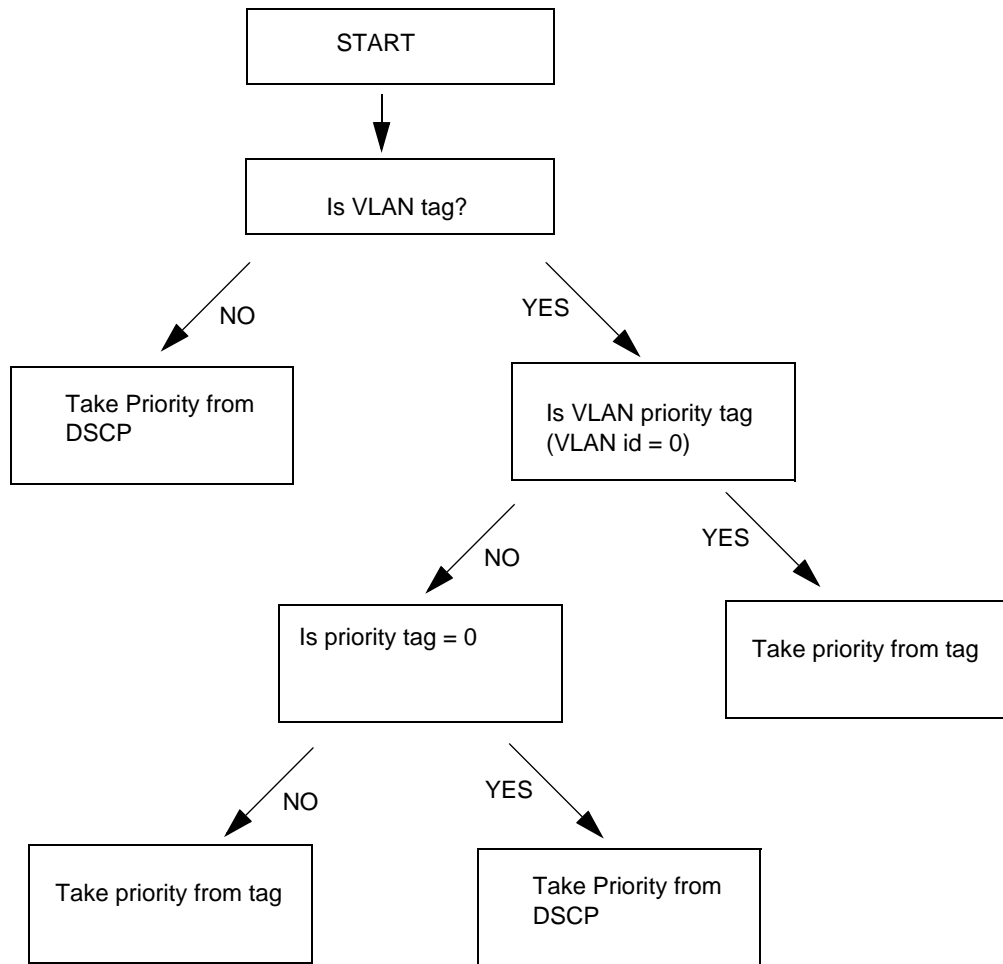 START
Is VLAN tag?
NO
YES
Take Priority from
DSCP
Is VLAN priority tag
(VLAN id = 0)
NO
YES
Is priority tag = 0
Take priority from tag
NO
YES
Take priority from tag
Take Priority from
DSCP